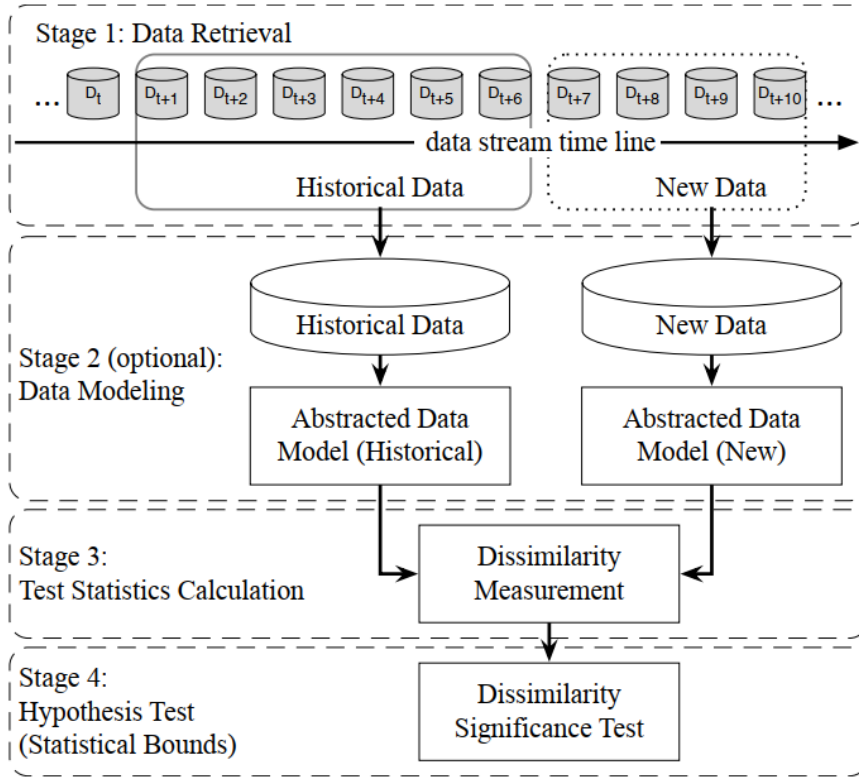 Stage 1: Data Retrieval
... Dt Dt+1 Dt+2 Dt+3 Dt+4 Dt+5 Dt+6 Dt+7 Dt+8 Dt+9 Dt+10 ...
data stream time line
Historical Data New Data
Historical Data New Data
Stage 2 (optional):
Data Modeling
Abstracted Data
Model (Historical)
Abstracted Data
Model (New)
Stage 3:
Test Statistics Calculation
Dissimilarity
Measurement
Stage 4:
Hypothesis Test
(Statistical Bounds)
Dissimilarity
Significance Test